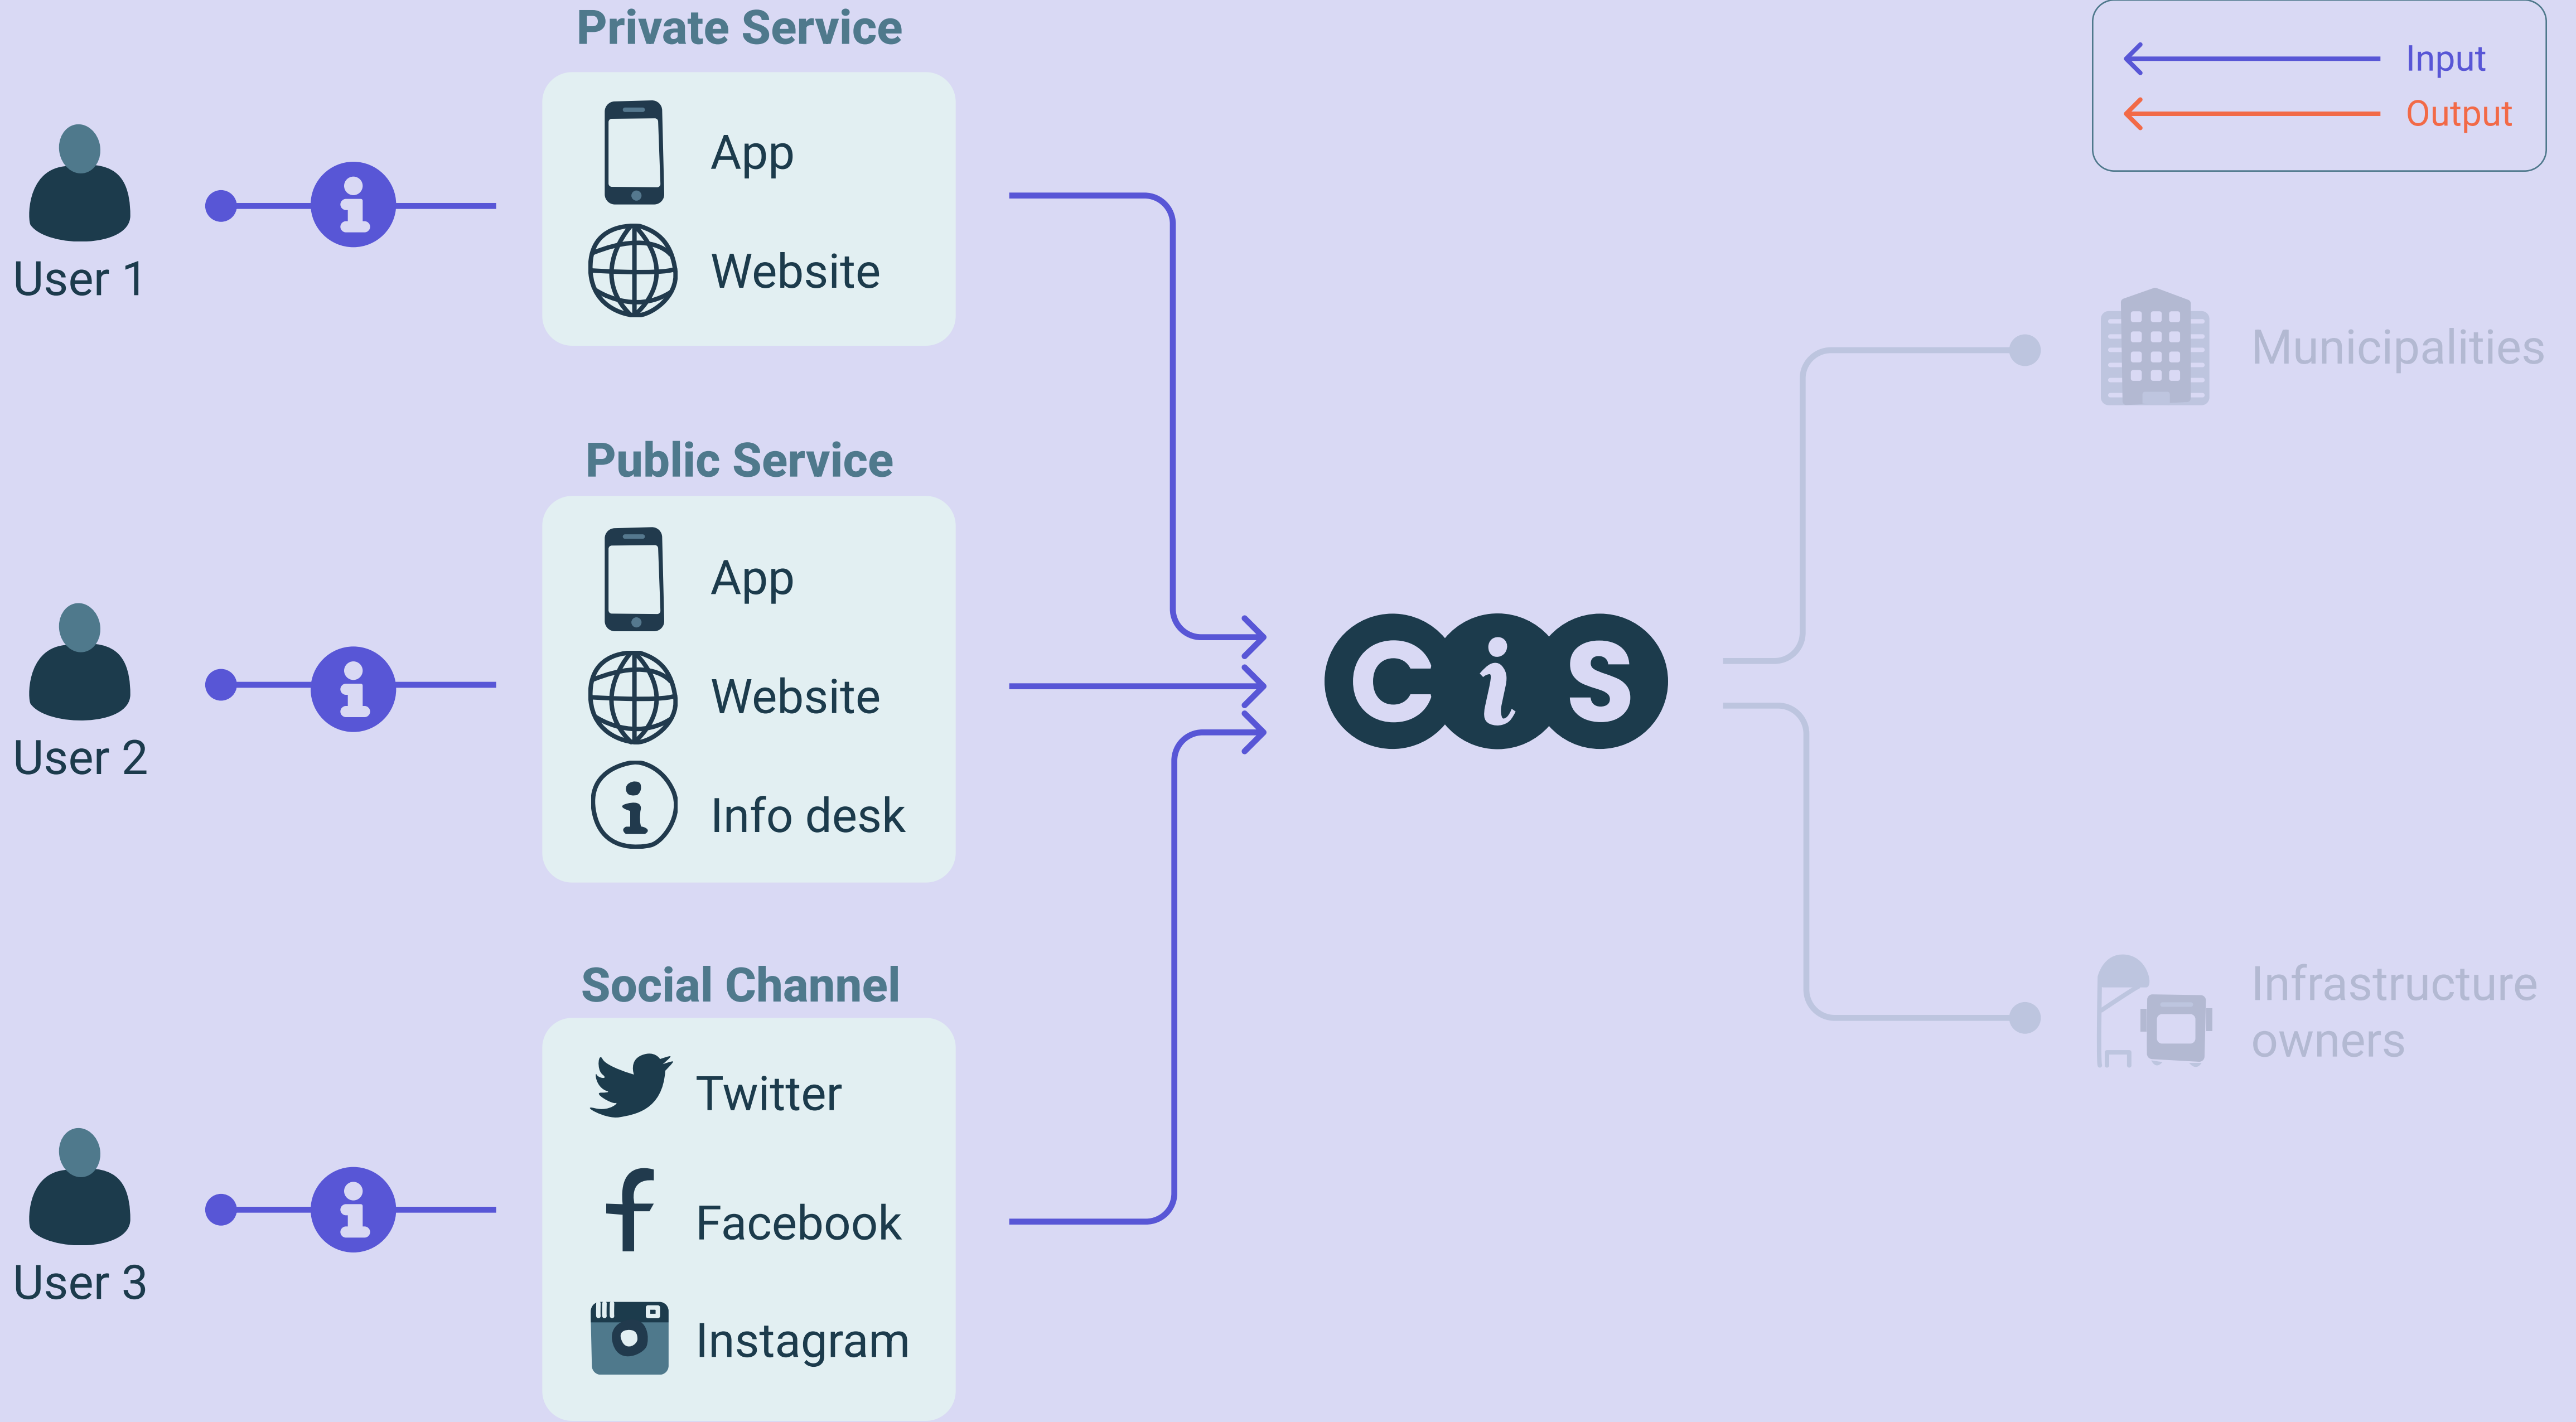 Private Service
App
Website
User 1
Public Service
App
Website
Info desk
User 2
Social Channel
Twitter
Facebook
Instagram
User 3
CiS
Input
Output
Municipalities
Infrastructure
owners